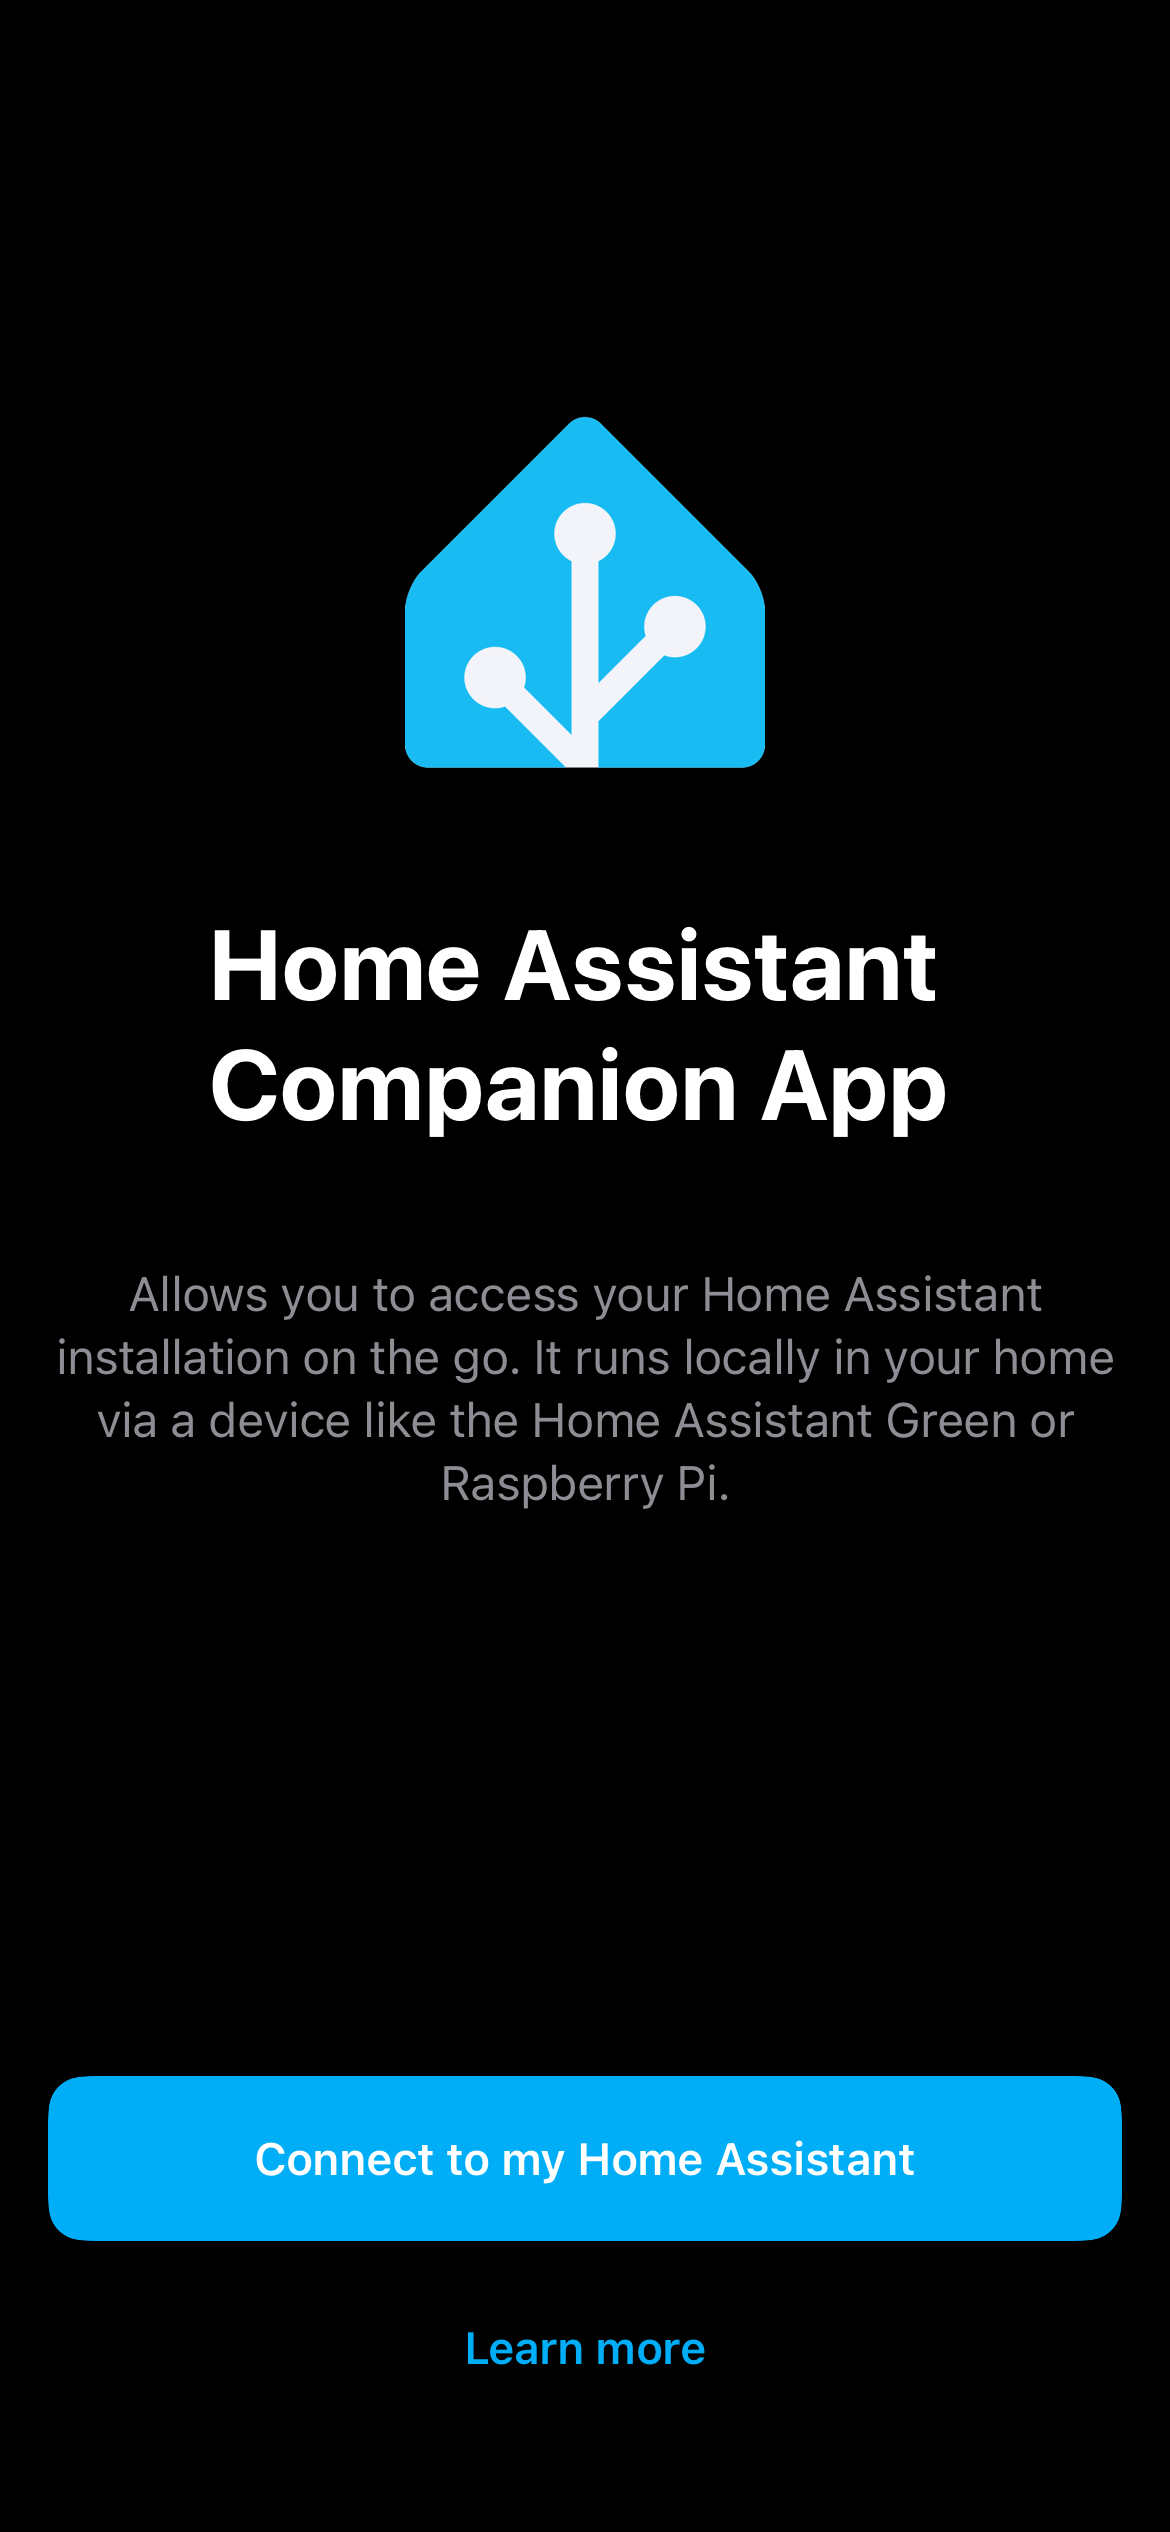 Home Assistant
Companion App
Allows you to access your Home Assistant
installation on the go. It runs locally in your home
via a device like the Home Assistant Green or
Raspberry Pi.
Connect to my Home Assistant
Learn more